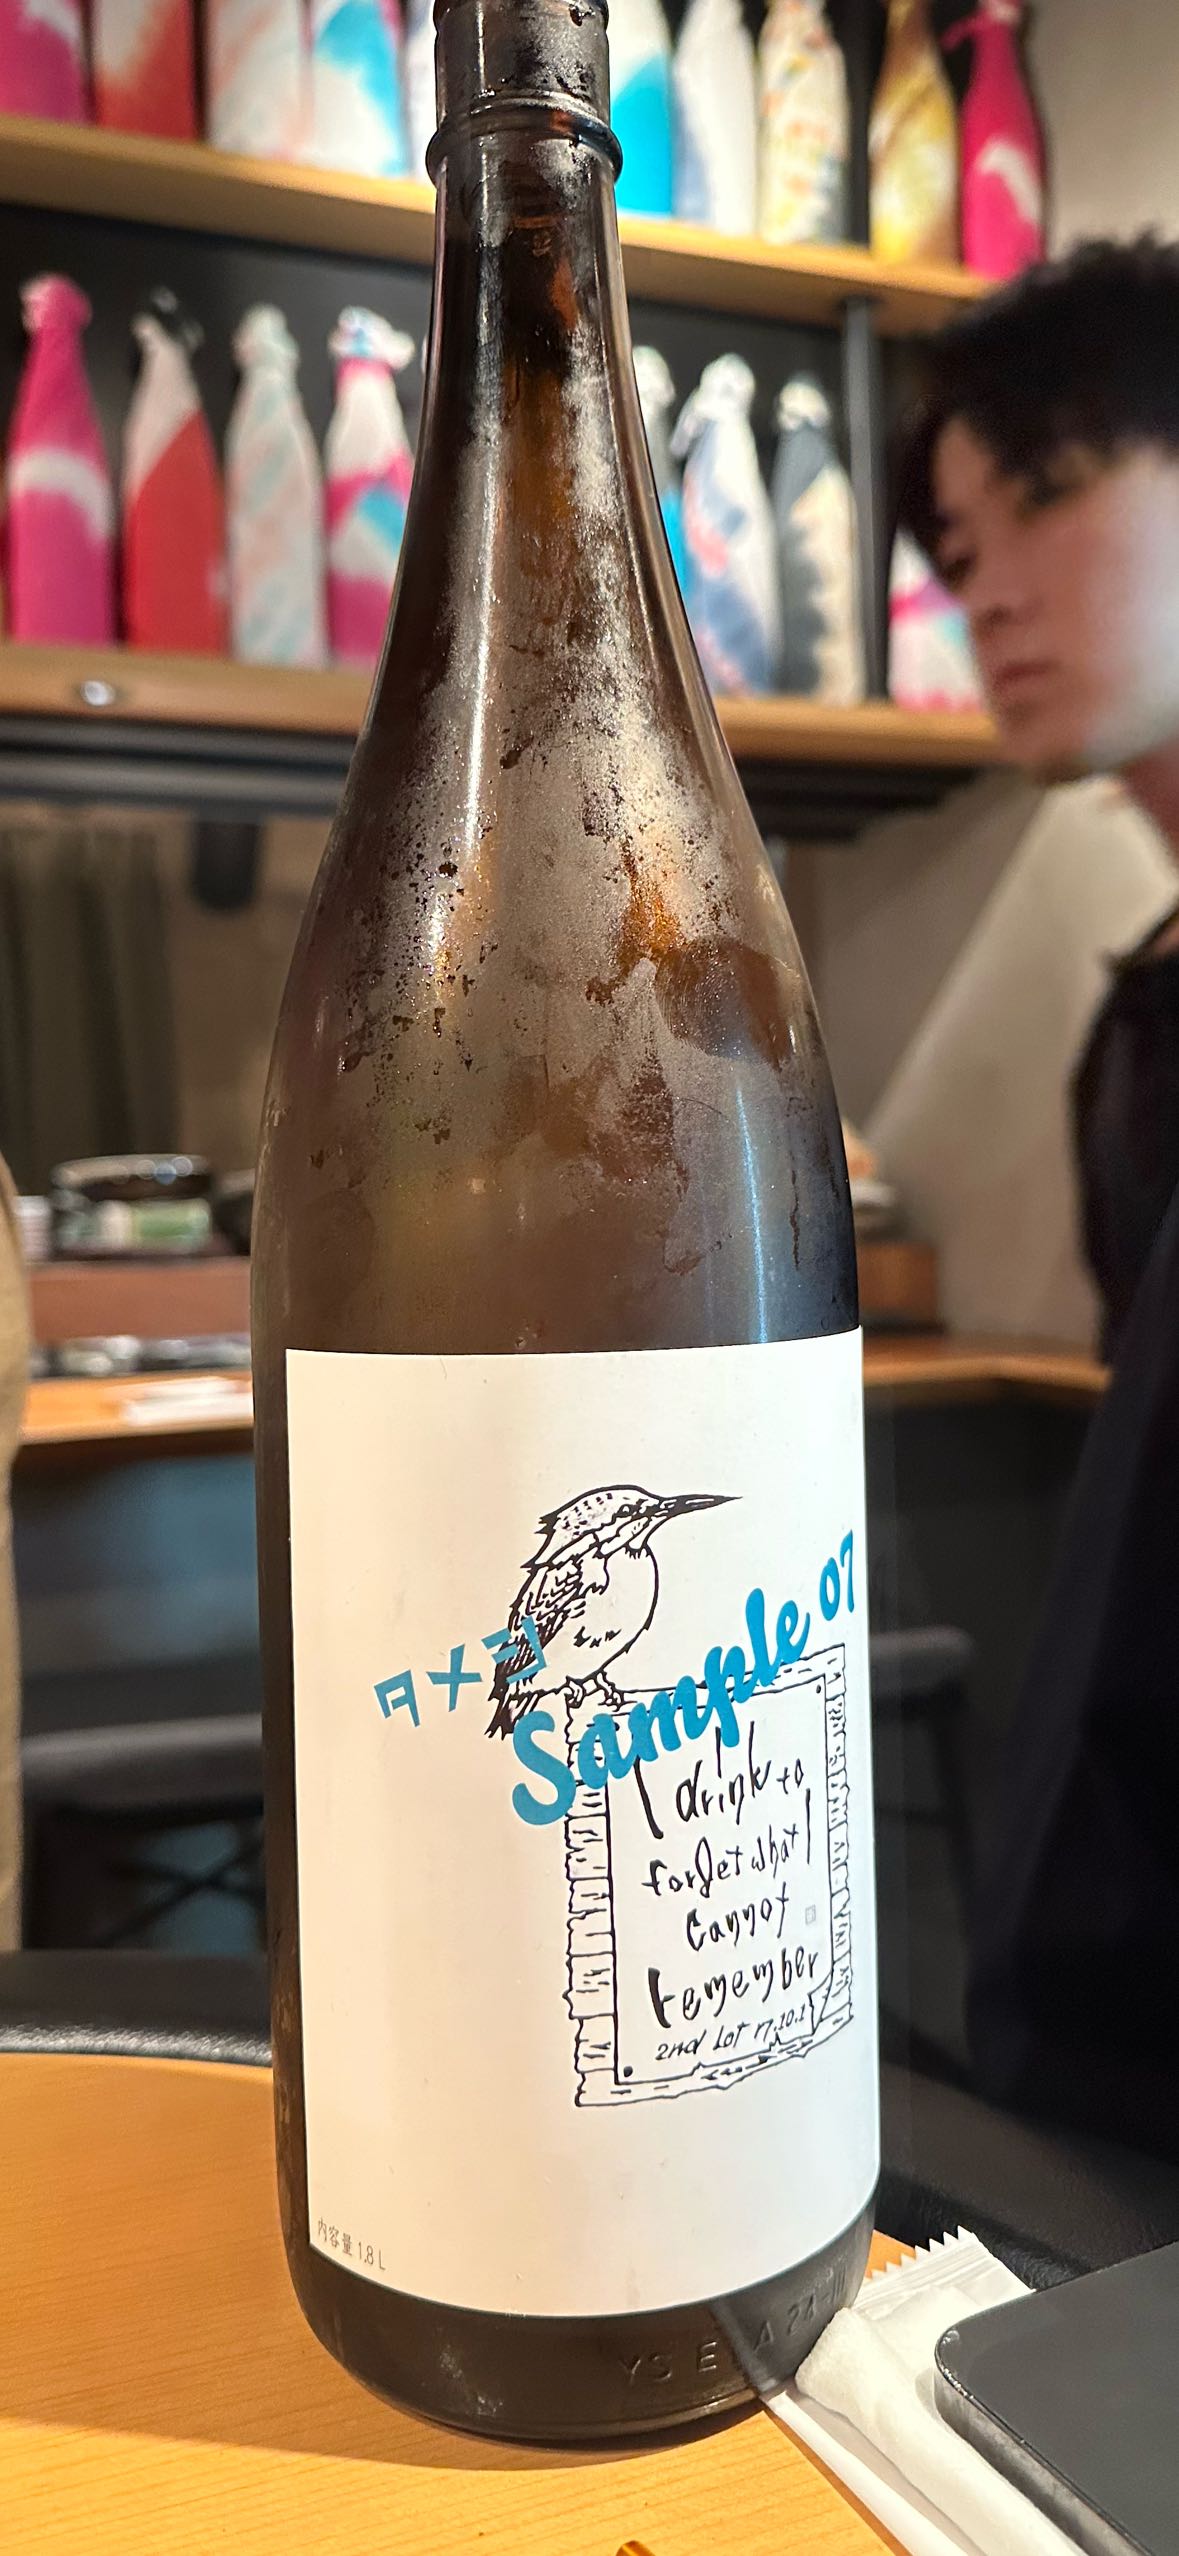 タメシ
Sample 07
I drink to
forget what I
cannot
remember
2nd Lot 17.10.1
内容量 1.8 L